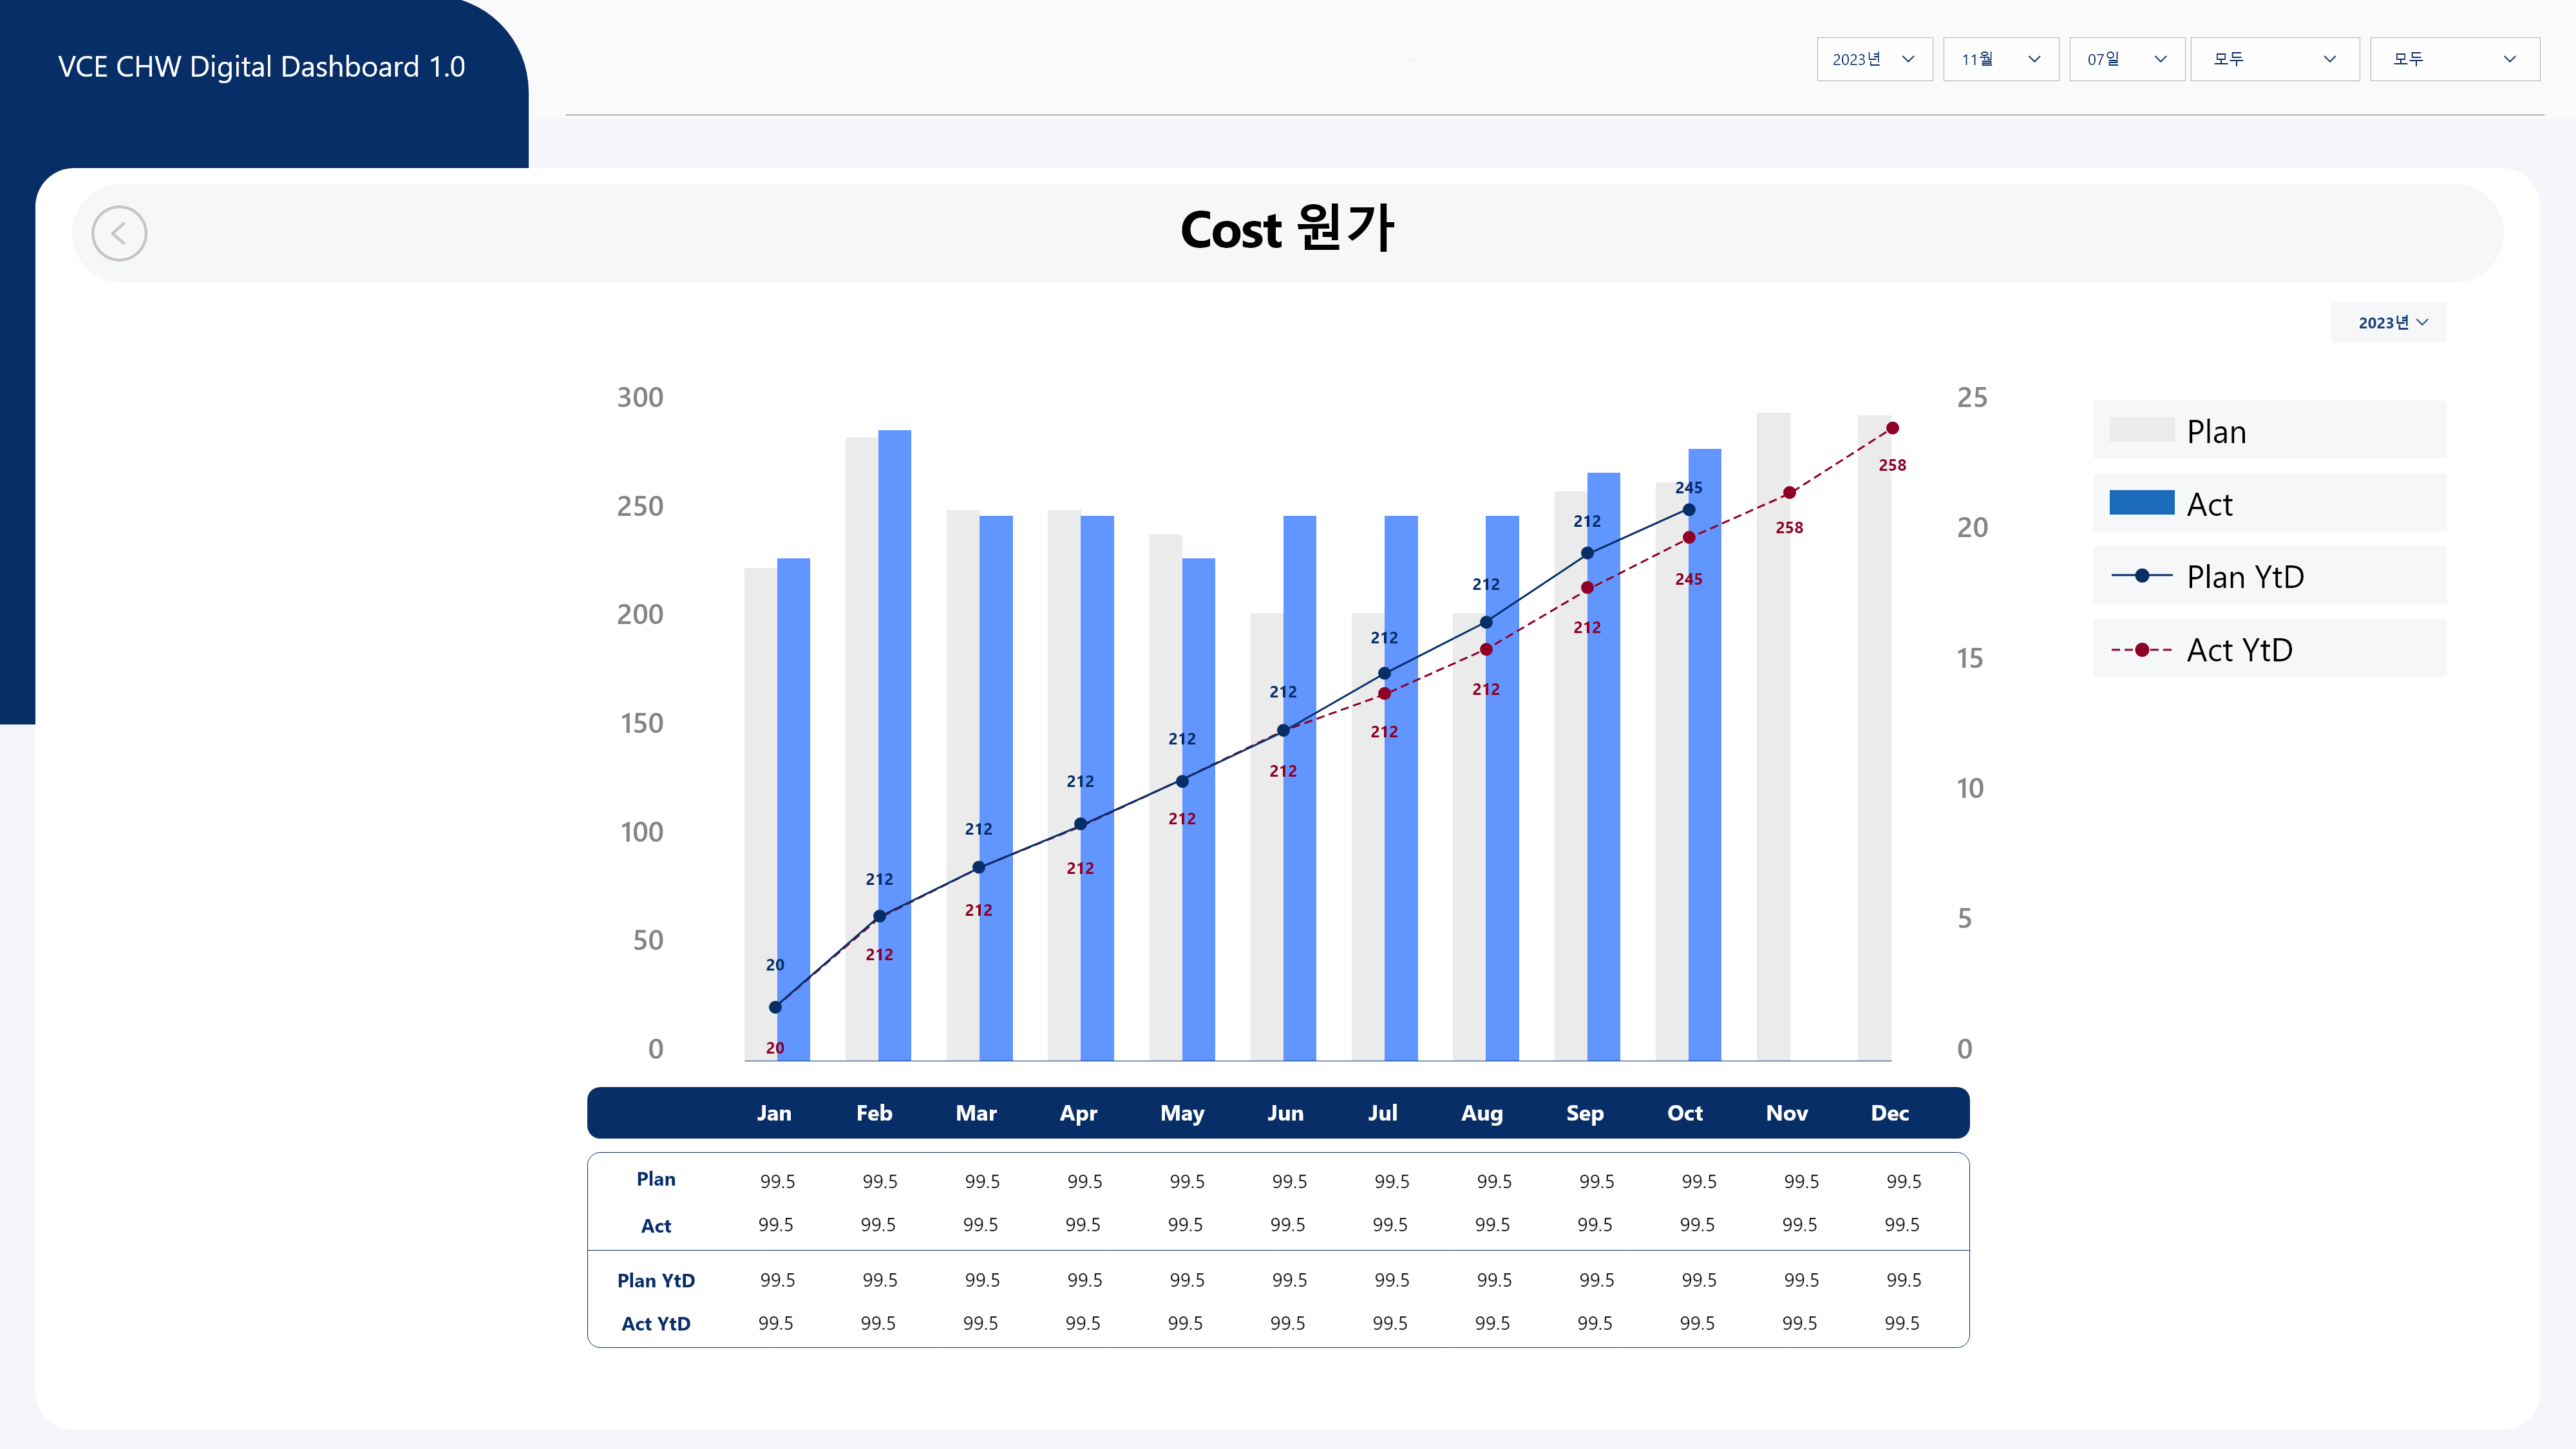 VCE CHW Digital Dashboard 1.0
2023년 11월 07일 모두 모두
Cost 원가
2023년
300
250
200
150
100
50
0
25
20
15
10
5
0
20 212 212 212 212 212 212 212 212 245
20 212 212 212 212 212 212 212 212 245 258 258
Plan
Act
Plan YtD
Act YtD
Jan Feb Mar Apr May Jun Jul Aug Sep Oct Nov Dec
Plan 99.5 99.5 99.5 99.5 99.5 99.5 99.5 99.5 99.5 99.5 99.5 99.5
Act 99.5 99.5 99.5 99.5 99.5 99.5 99.5 99.5 99.5 99.5 99.5 99.5
Plan YtD 99.5 99.5 99.5 99.5 99.5 99.5 99.5 99.5 99.5 99.5 99.5 99.5
Act YtD 99.5 99.5 99.5 99.5 99.5 99.5 99.5 99.5 99.5 99.5 99.5 99.5